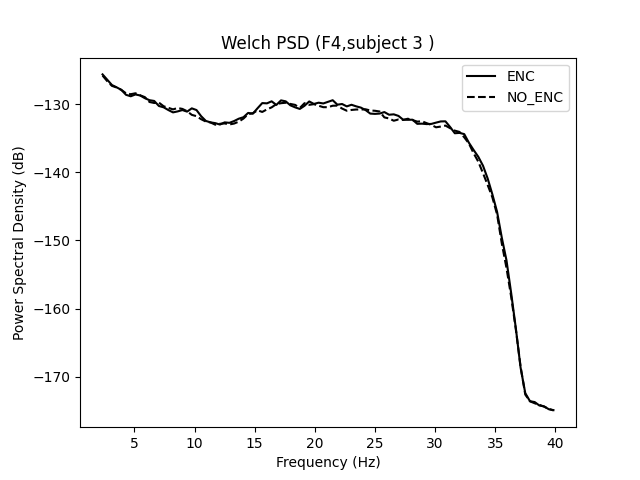 Welch PSD (F4,subject 3 )
ENC
NO_ENC
Power Spectral Density (dB)
−130
−140
−150
−160
−170
5 10 15 20 25 30 35 40
Frequency (Hz)